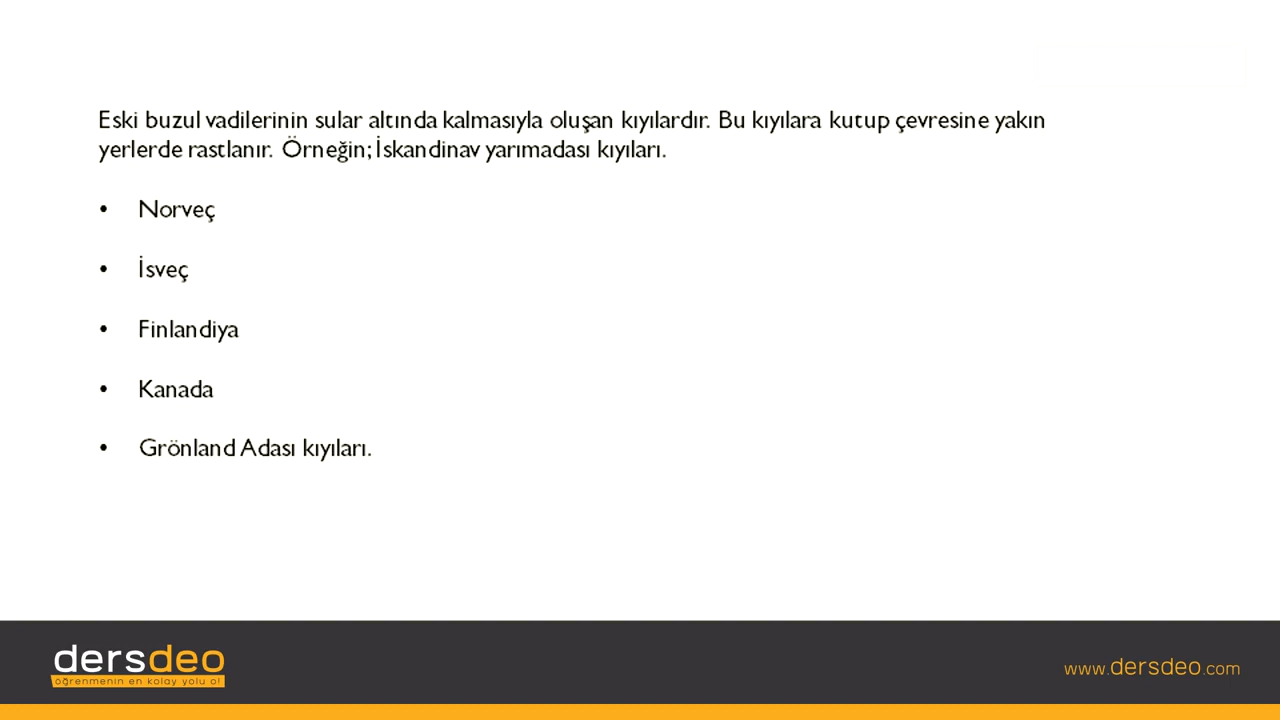 Eski buzul vadilerinin sular altında kalmasıyla oluşan kıyılardır. Bu kıyılara kutup çevresine yakın
yerlerde rastlanır. Örneğin; İskandinav yarımadası kıyıları.
• Norveç
• İsveç
• Finlandiya
• Kanada
• Grönland Adası kıyıları.
dersdeo
öğrenmenin en kolay yolu o!
www.dersdeo.com